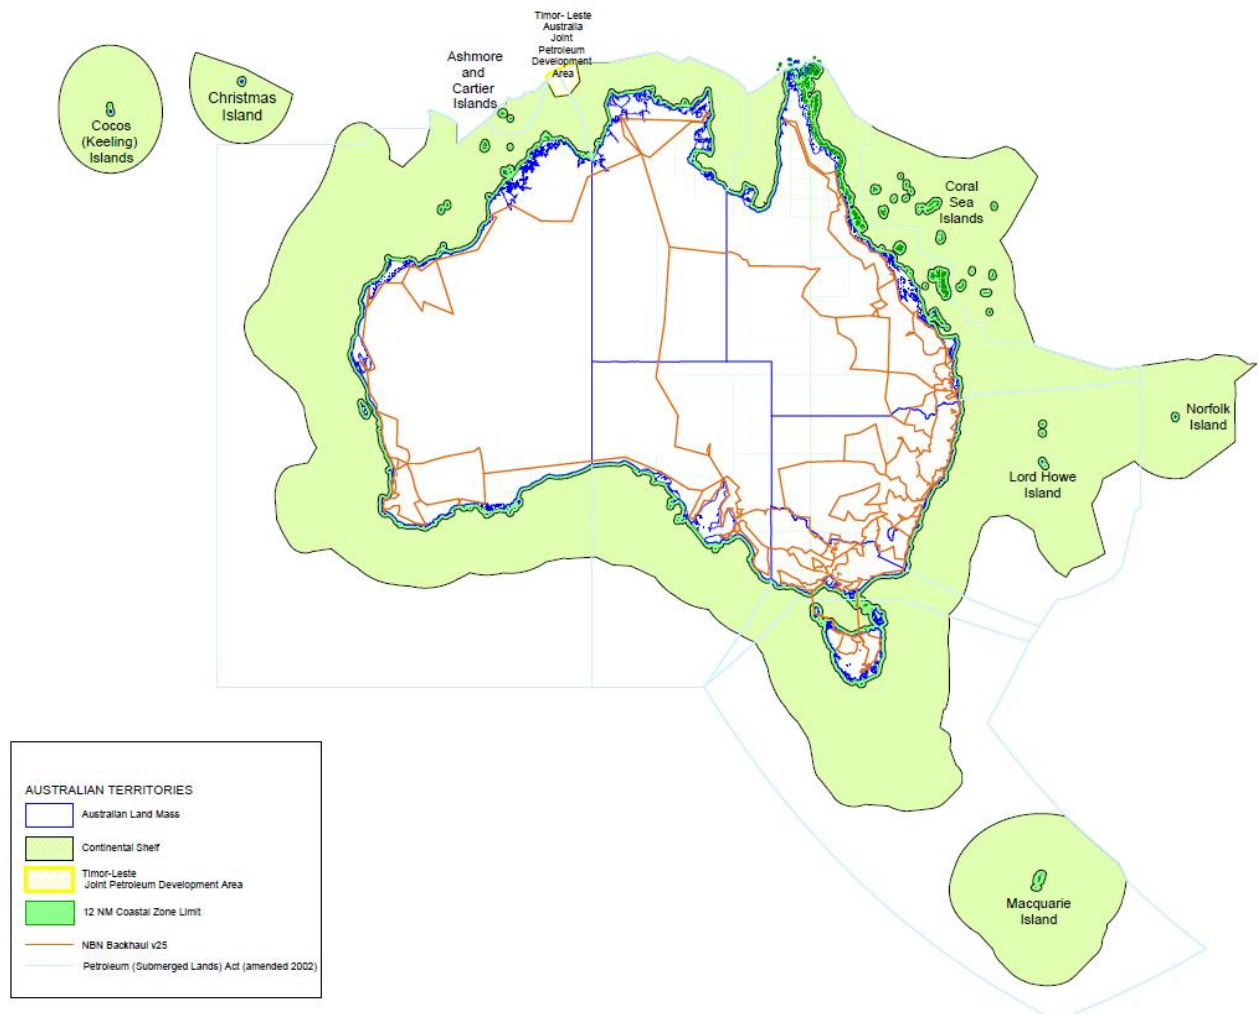 Timor- Leste
Australia
Joint
Petroleum
Development
Area
Ashmore
and
Cartier
Islands
Christmas
Island
Cocos
(Keeling)
Islands
Coral
Sea
Islands
Norfolk
Island
Lord Howe
Island
Macquarie
Island
AUSTRALIAN TERRITORIES
Australian Land Mass
Continental Shelf
Timor-Leste
Joint Petroleum Development Area
12 NM Coastal Zone Limit
NBN Backhaul v25
Petroleum (Submerged Lands) Act (amended 2002)